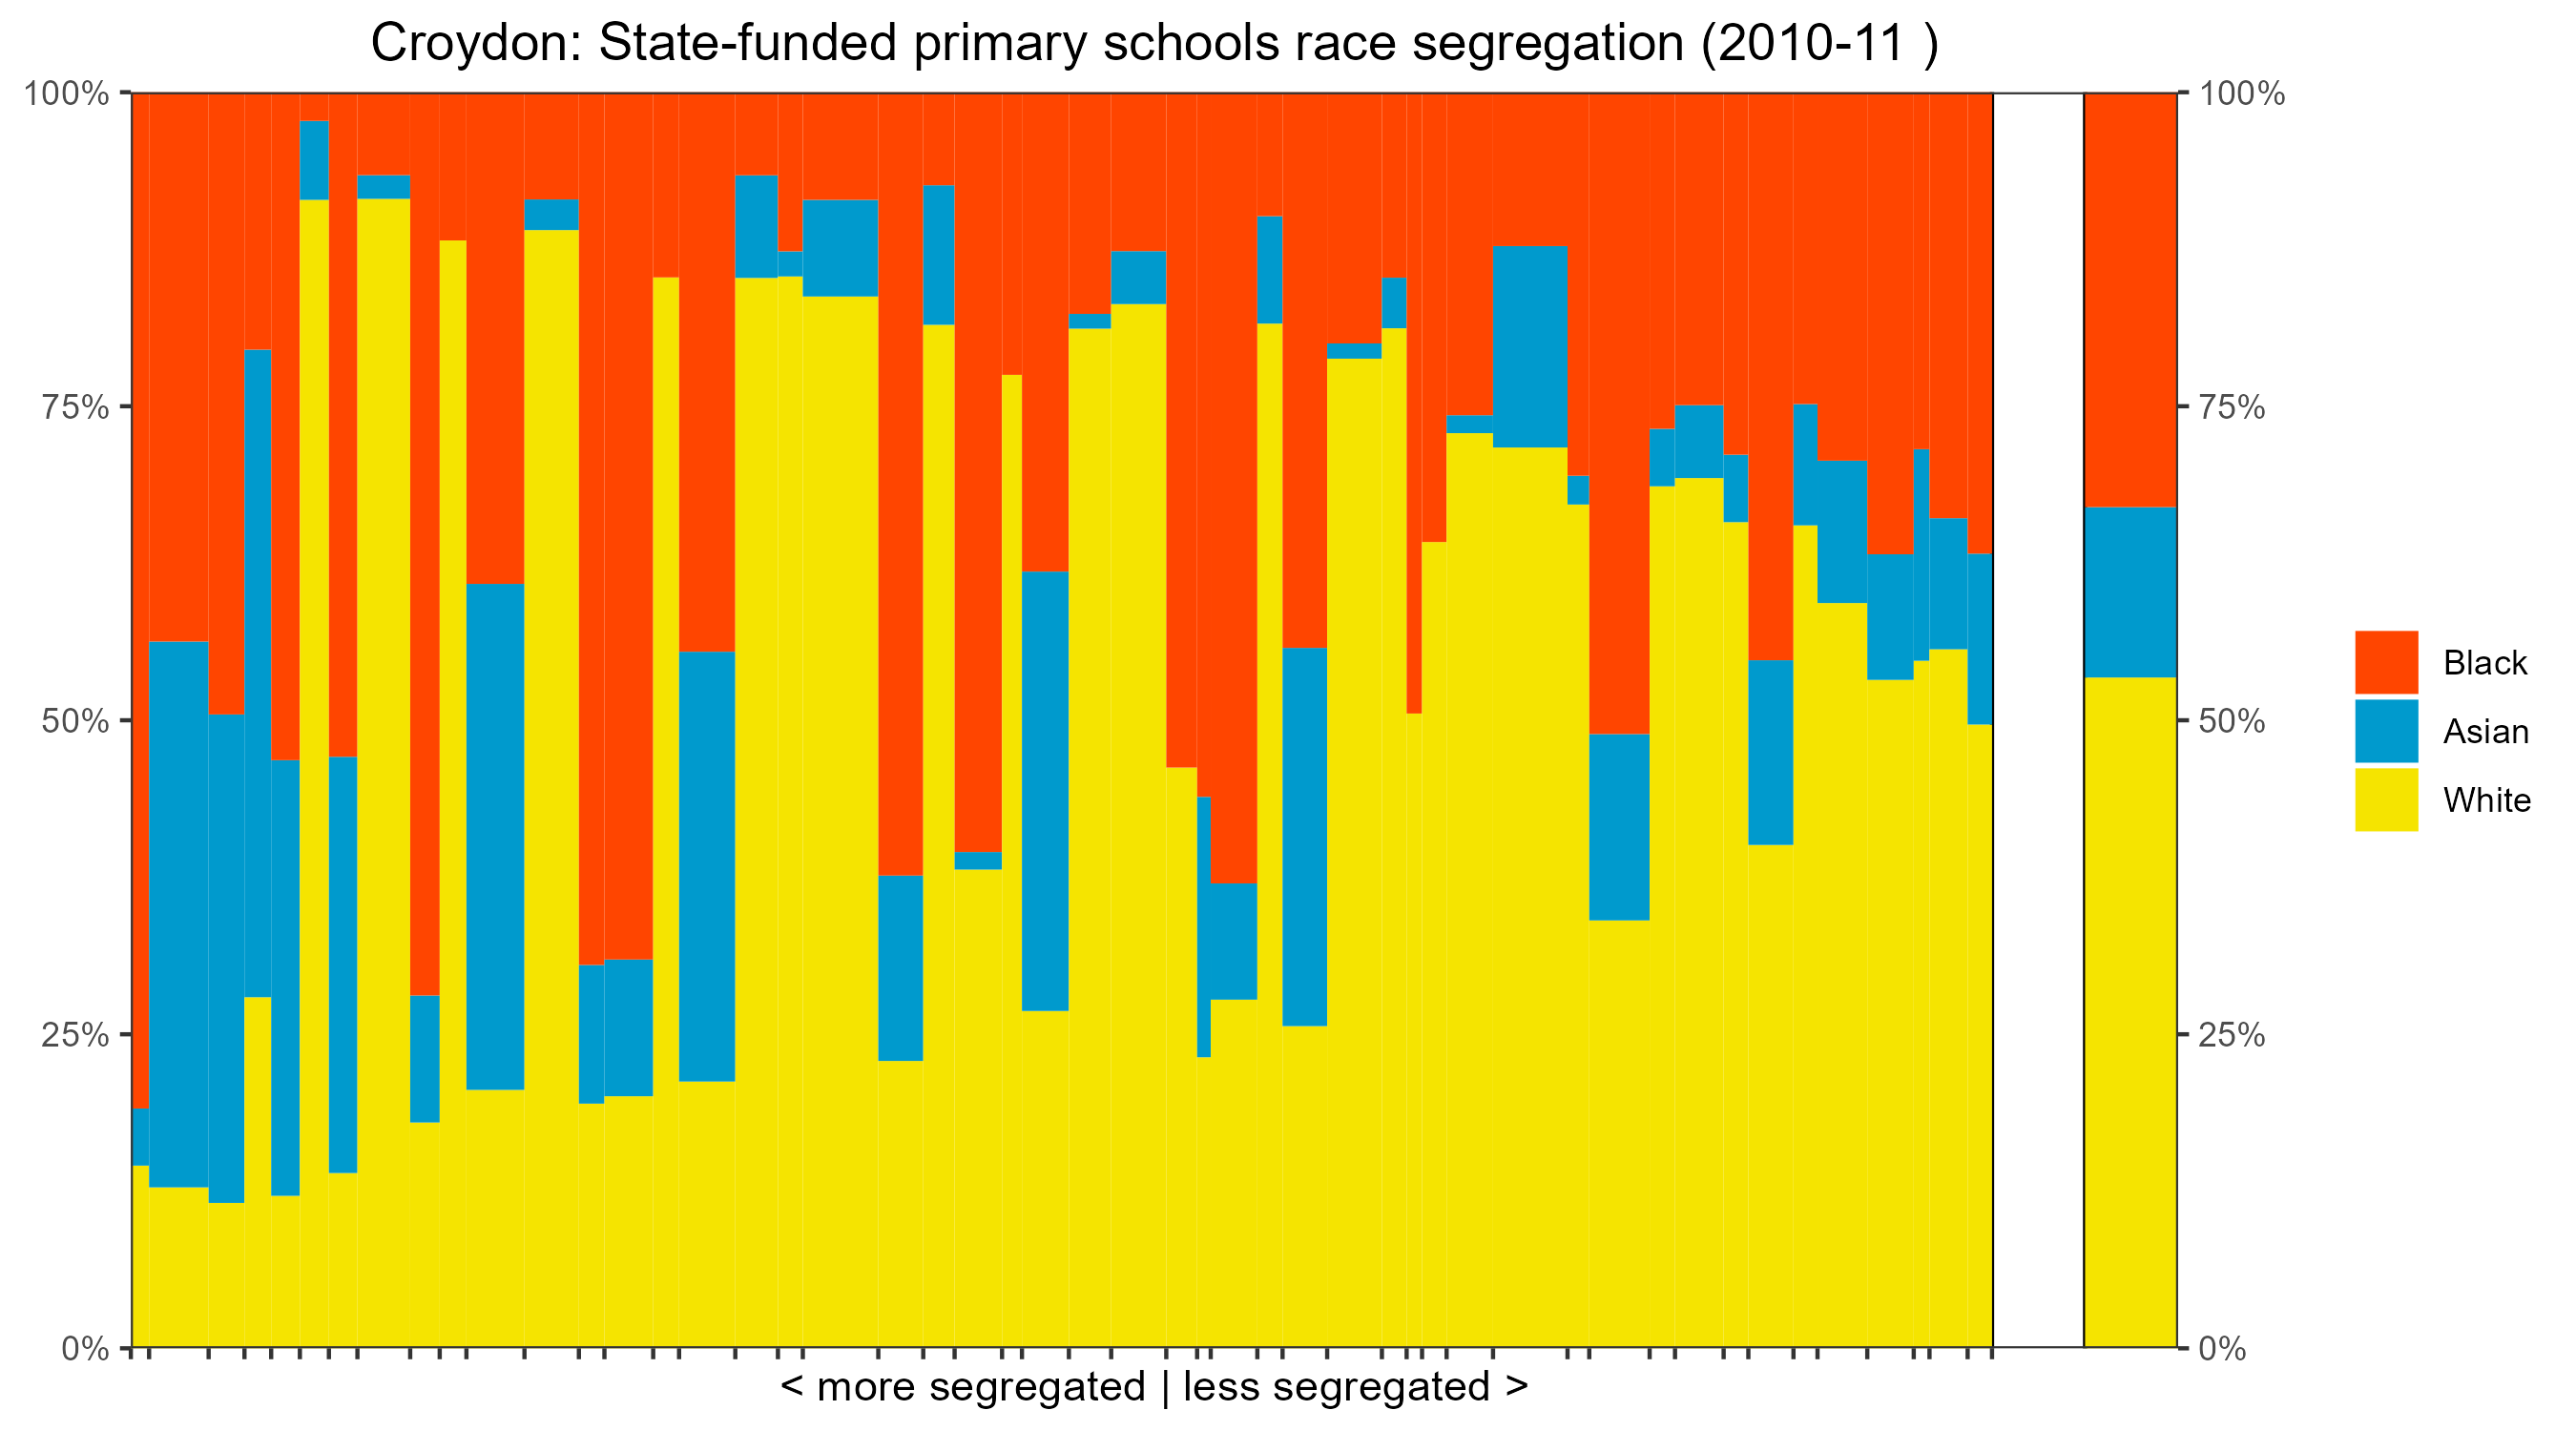 Croydon: State-funded primary schools race segregation (2010-11 )
100%
75%
50%
25%
0%
100%
75%
50%
25%
0%
Black
Asian
White
< more segregated | less segregated >